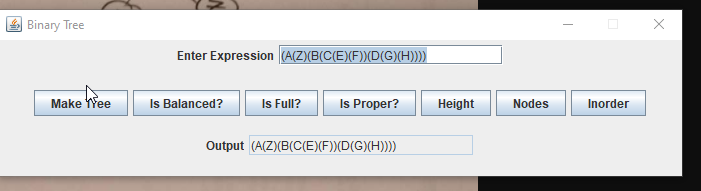 Binary Tree
Enter Expression (A(Z)(B(C(E)(F))(D(G)(H))))
Make Tree Is Balanced? Is Full? Is Proper? Height Nodes Inorder
Output (A(Z)(B(C(E)(F))(D(G)(H))))